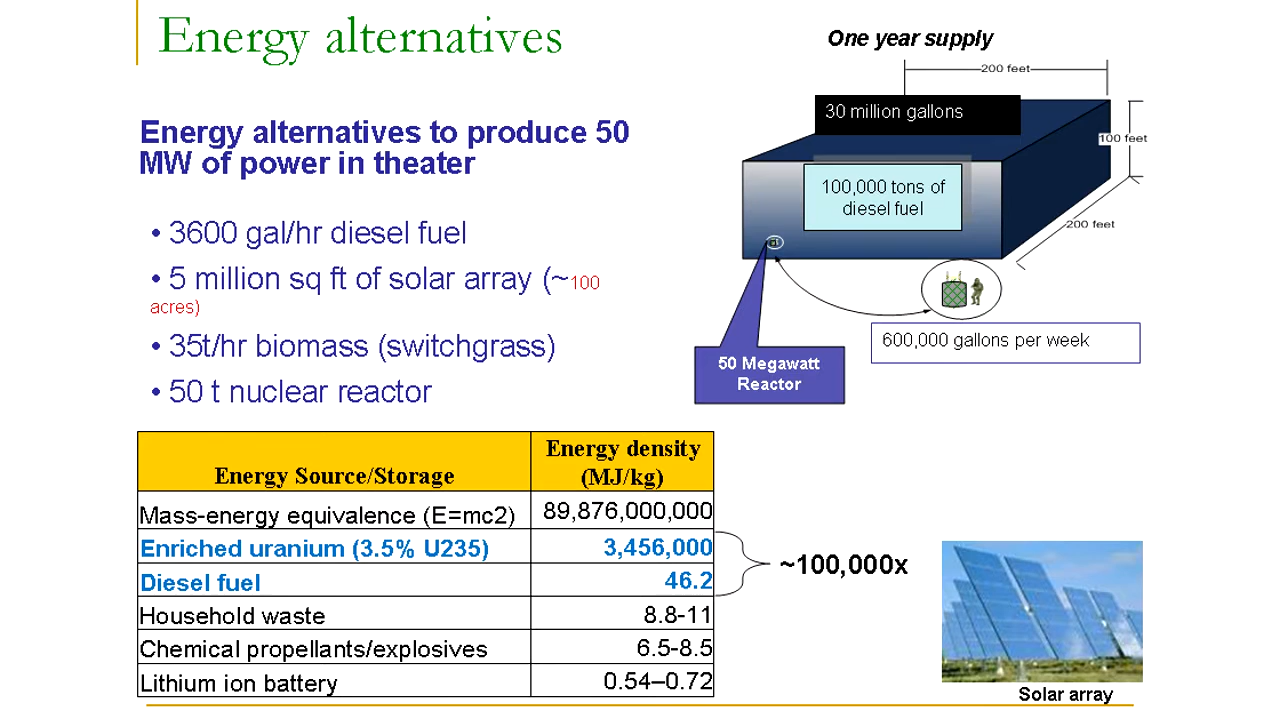 Energy alternatives
Energy alternatives to produce 50
MW of power in theater
• 3600 gal/hr diesel fuel
• 5 million sq ft of solar array (~100
acres)
• 35t/hr biomass (switchgrass)
• 50 t nuclear reactor
One year supply
200 feet
30 million gallons
100 feet
100,000 tons of
diesel fuel
200 feet
600,000 gallons per week
50 Megawatt
Reactor
Energy Source/Storage Energy density
(MJ/kg)
Mass-energy equivalence (E=mc2) 89,876,000,000
Enriched uranium (3.5% U235) 3,456,000
Diesel fuel 46.2
~100,000x
Household waste 8.8-11
Chemical propellants/explosives 6.5-8.5
Lithium ion battery 0.54–0.72
Solar array